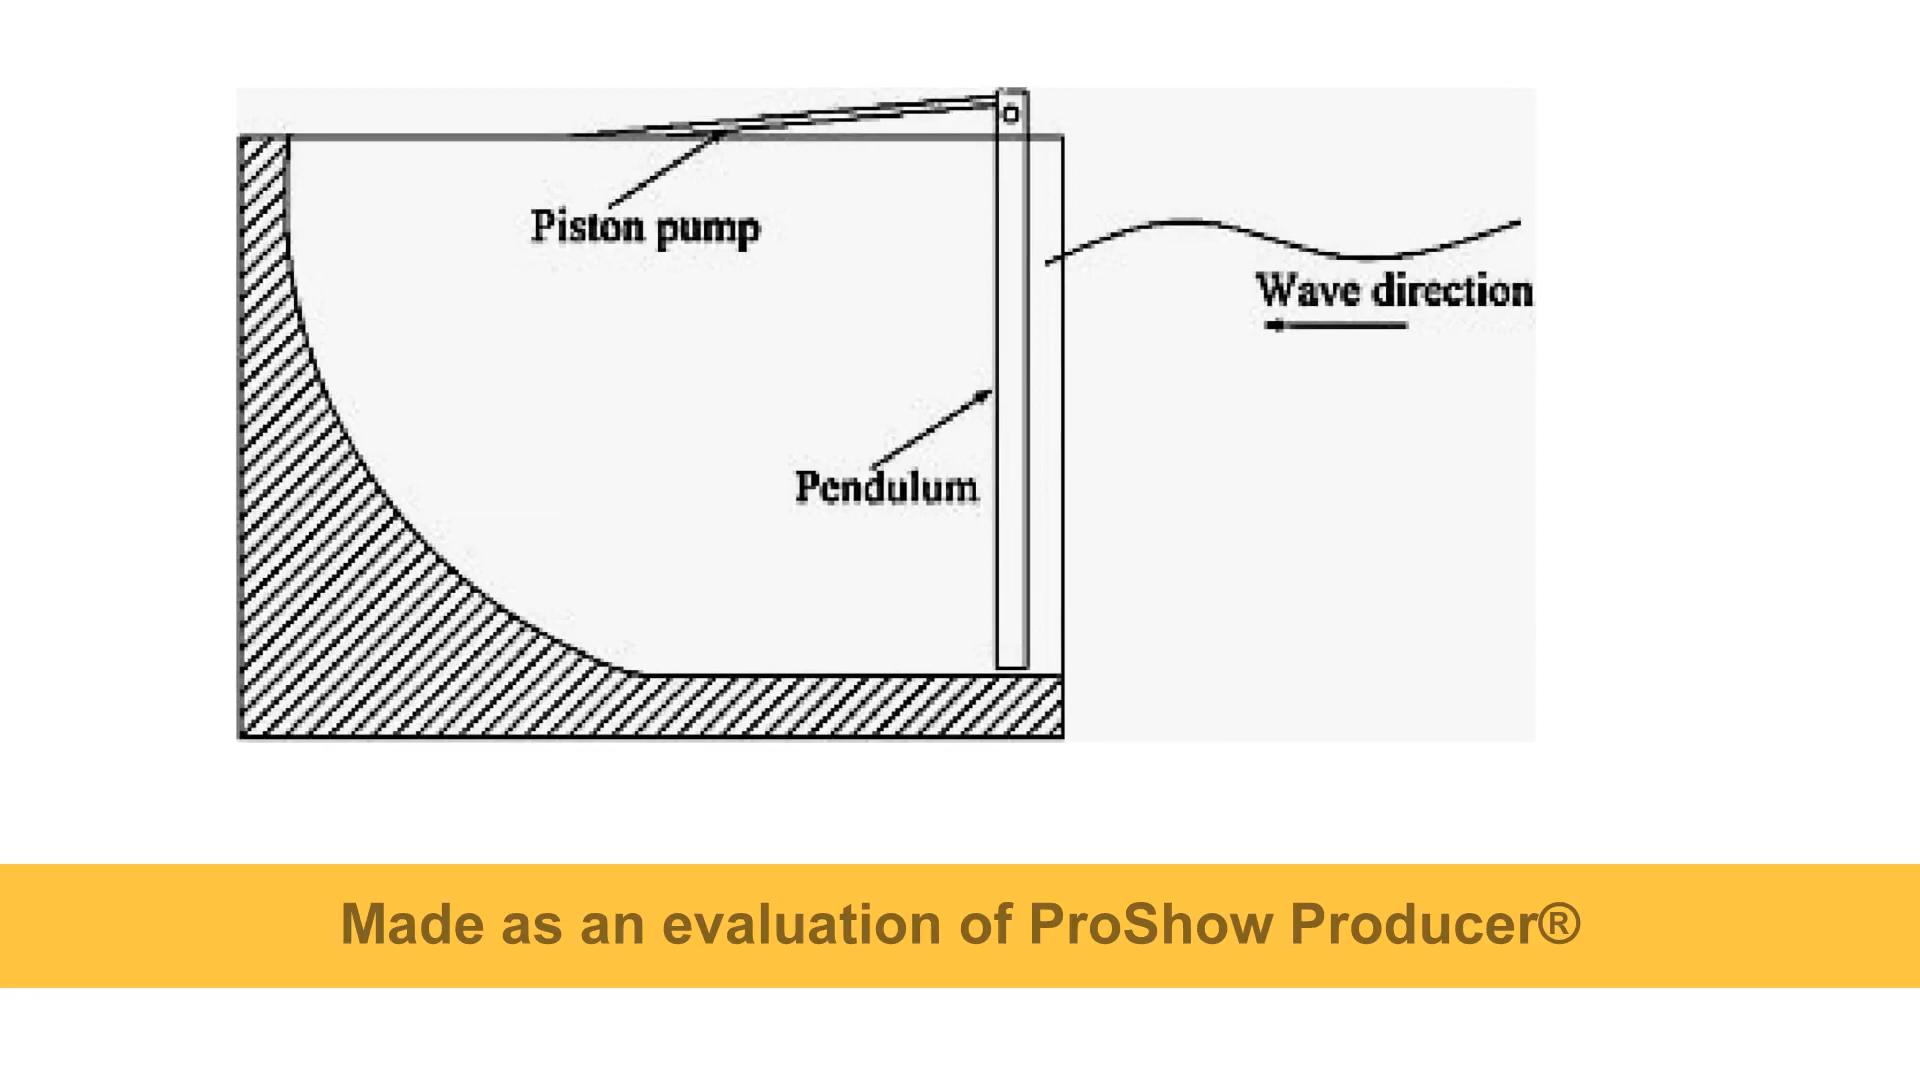 Piston pump
Wave direction
Pendulum
Made as an evaluation of ProShow Producer®